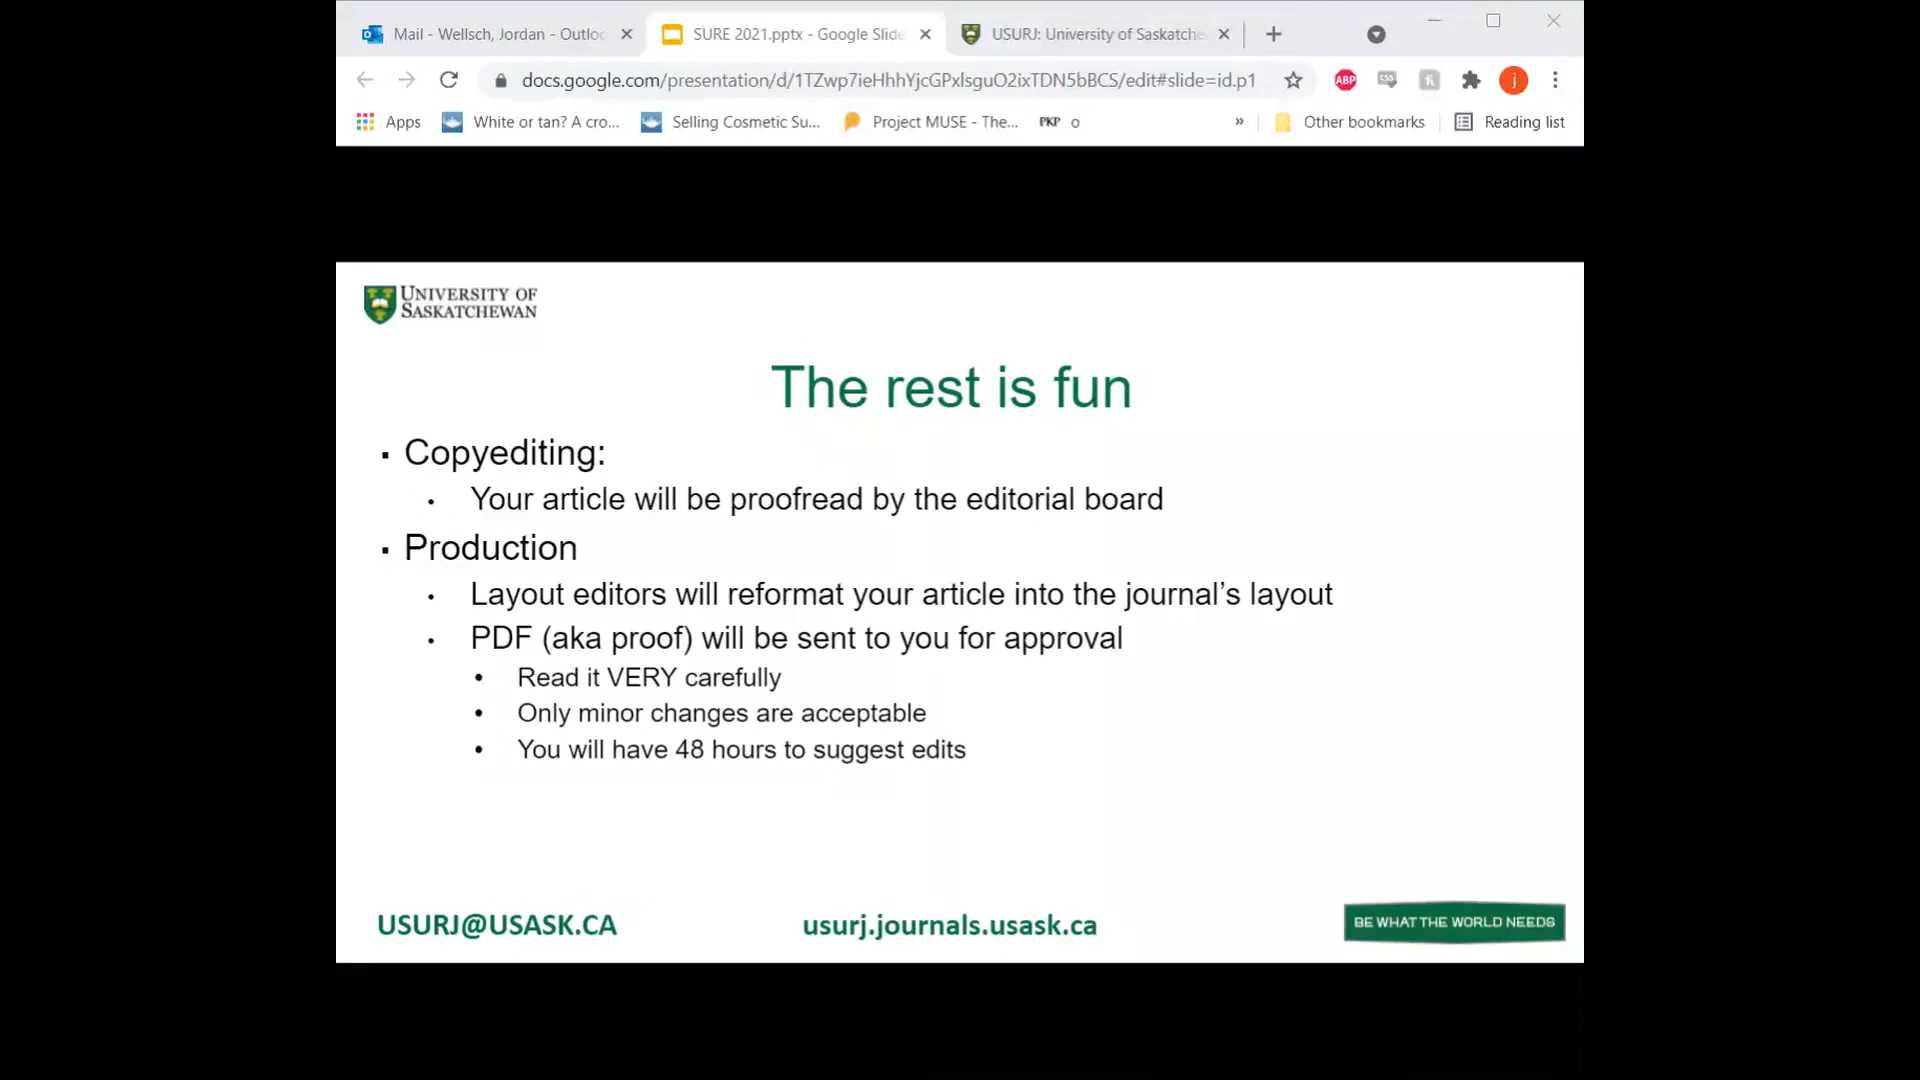 Mail - Wellsch, Jordan - Outlo
SURE 2021.pptx - Google Slide
USURJ: University of Saskatche
docs.google.com/presentation/d/1TZwp7ieHhhYjcGPxlsguO2ixTDN5bBCS/edit#slide=id.p1
ABP
CSS
j
Apps
White or tan? A cro...
Selling Cosmetic Su...
Project MUSE - The...
PKP
o
»
Other bookmarks
Reading list
UNIVERSITY OF
SASKATCHEWAN
The rest is fun
▪ Copyediting:
• Your article will be proofread by the editorial board
▪ Production
• Layout editors will reformat your article into the journal’s layout
• PDF (aka proof) will be sent to you for approval
• Read it VERY carefully
• Only minor changes are acceptable
• You will have 48 hours to suggest edits
USURJ@USASK.CA
usurj.journals.usask.ca
BE WHAT THE WORLD NEEDS